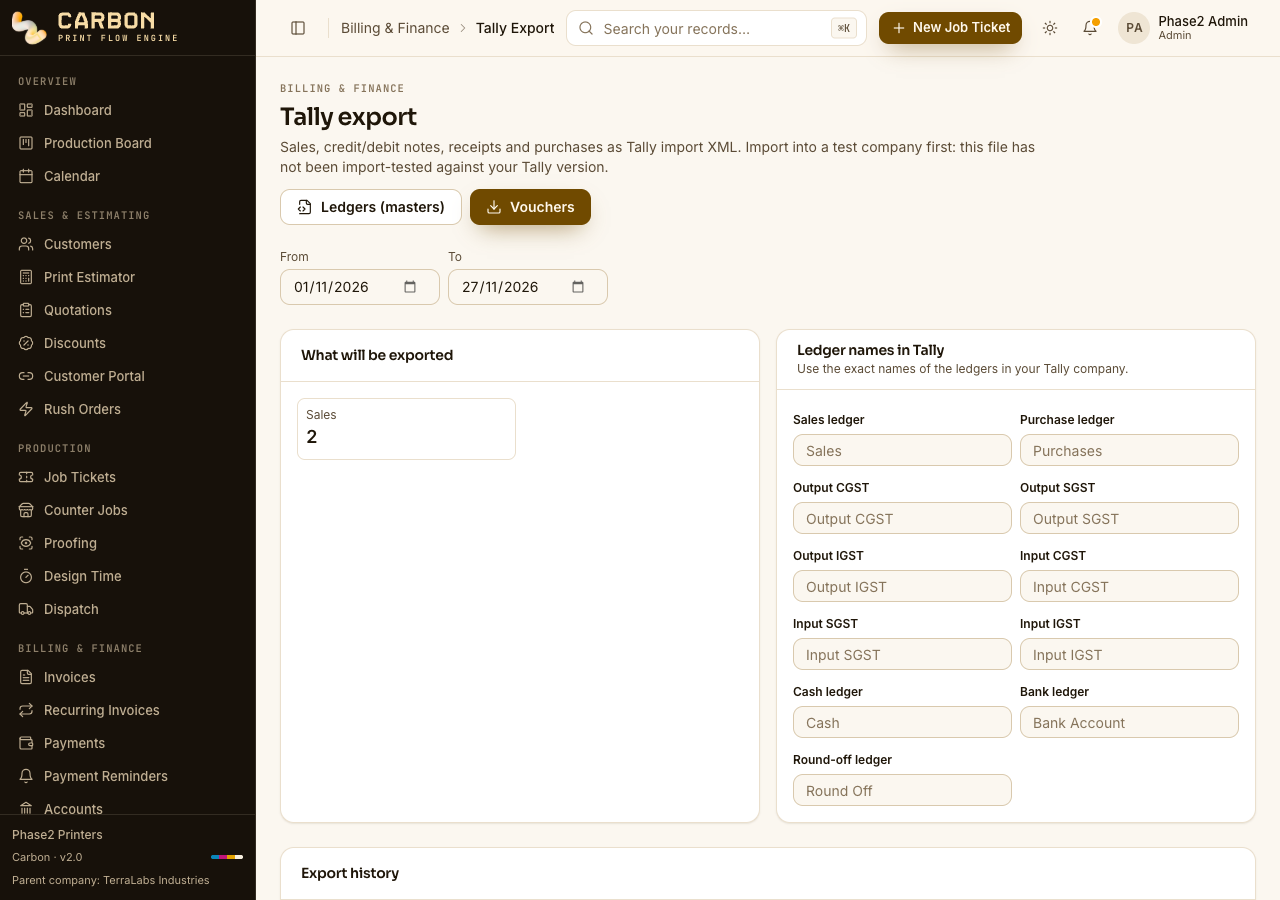 CARBON
PRINT FLOW ENGINE
OVERVIEW
Dashboard
Production Board
Calendar
SALES & ESTIMATING
Customers
Print Estimator
Quotations
Discounts
Customer Portal
Rush Orders
PRODUCTION
Job Tickets
Counter Jobs
Proofing
Design Time
Dispatch
BILLING & FINANCE
Invoices
Recurring Invoices
Payments
Payment Reminders
Accounts
Phase2 Printers
Carbon · v2.0
Parent company: TerraLabs Industries
Billing & Finance > Tally Export
Search your records... ⌘K
New Job Ticket
PA
Phase2 Admin
Admin
BILLING & FINANCE
Tally export
Sales, credit/debit notes, receipts and purchases as Tally import XML. Import into a test company first: this file has
not been import-tested against your Tally version.
Ledgers (masters) Vouchers
From To
01/11/2026 27/11/2026
What will be exported
Sales
2
Ledger names in Tally
Use the exact names of the ledgers in your Tally company.
Sales ledger Purchase ledger
Sales Purchases
Output CGST Output SGST
Output CGST Output SGST
Output IGST Input CGST
Output IGST Input CGST
Input SGST Input IGST
Input SGST Input IGST
Cash ledger Bank ledger
Cash Bank Account
Round-off ledger
Round Off
Export history